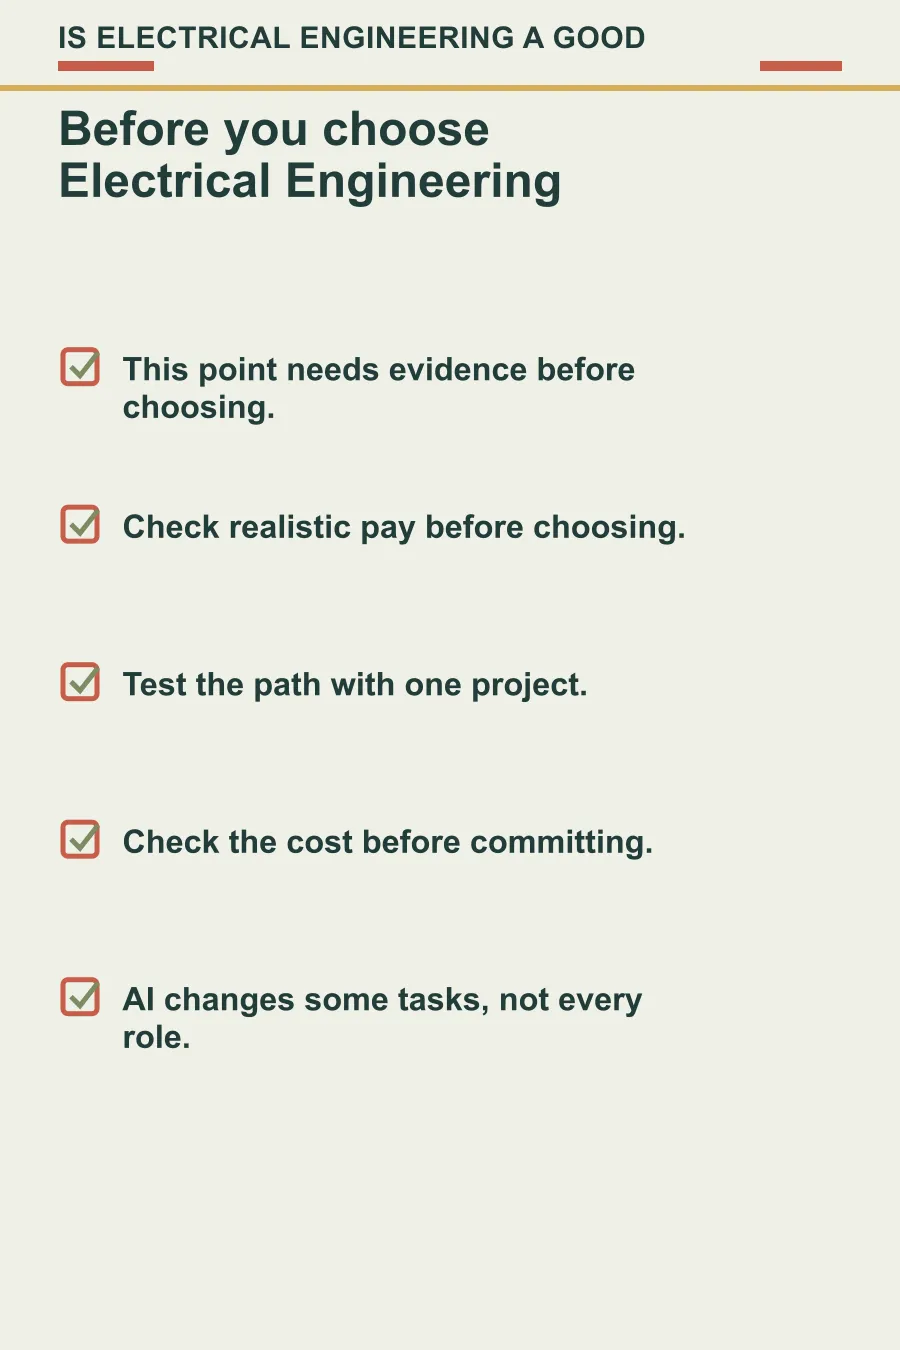 IS ELECTRICAL ENGINEERING A GOOD
Before you choose
Electrical Engineering
This point needs evidence before
choosing.
Check realistic pay before choosing.
Test the path with one project.
Check the cost before committing.
AI changes some tasks, not every
role.